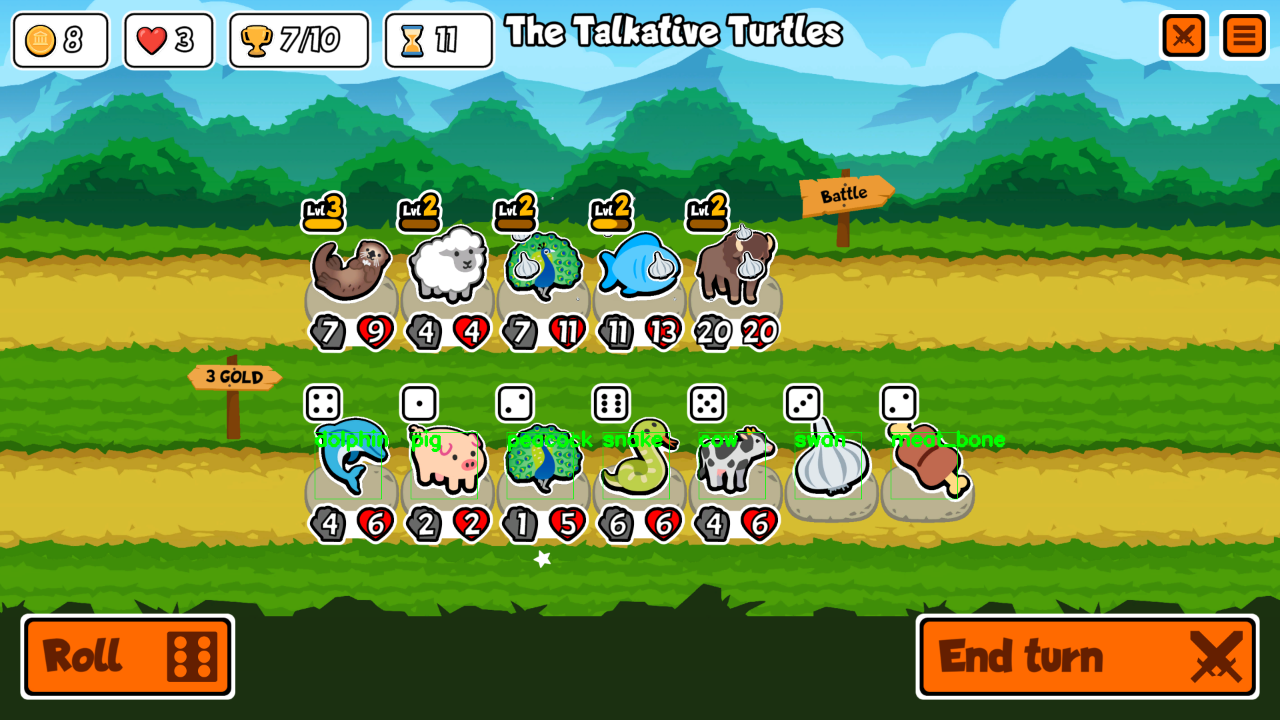 8
3
7/10
11
The Talkative Turtles
Battle
Lvl3
Lvl2
Lvl2
Lvl2
Lvl2
7 9
4 4
7 11
11 13
20 20
3 GOLD
dolphin
pig
peacock
snake
cow
swan
meat_bone
4 6
2 2
1 5
6 6
4 6
Roll
End turn